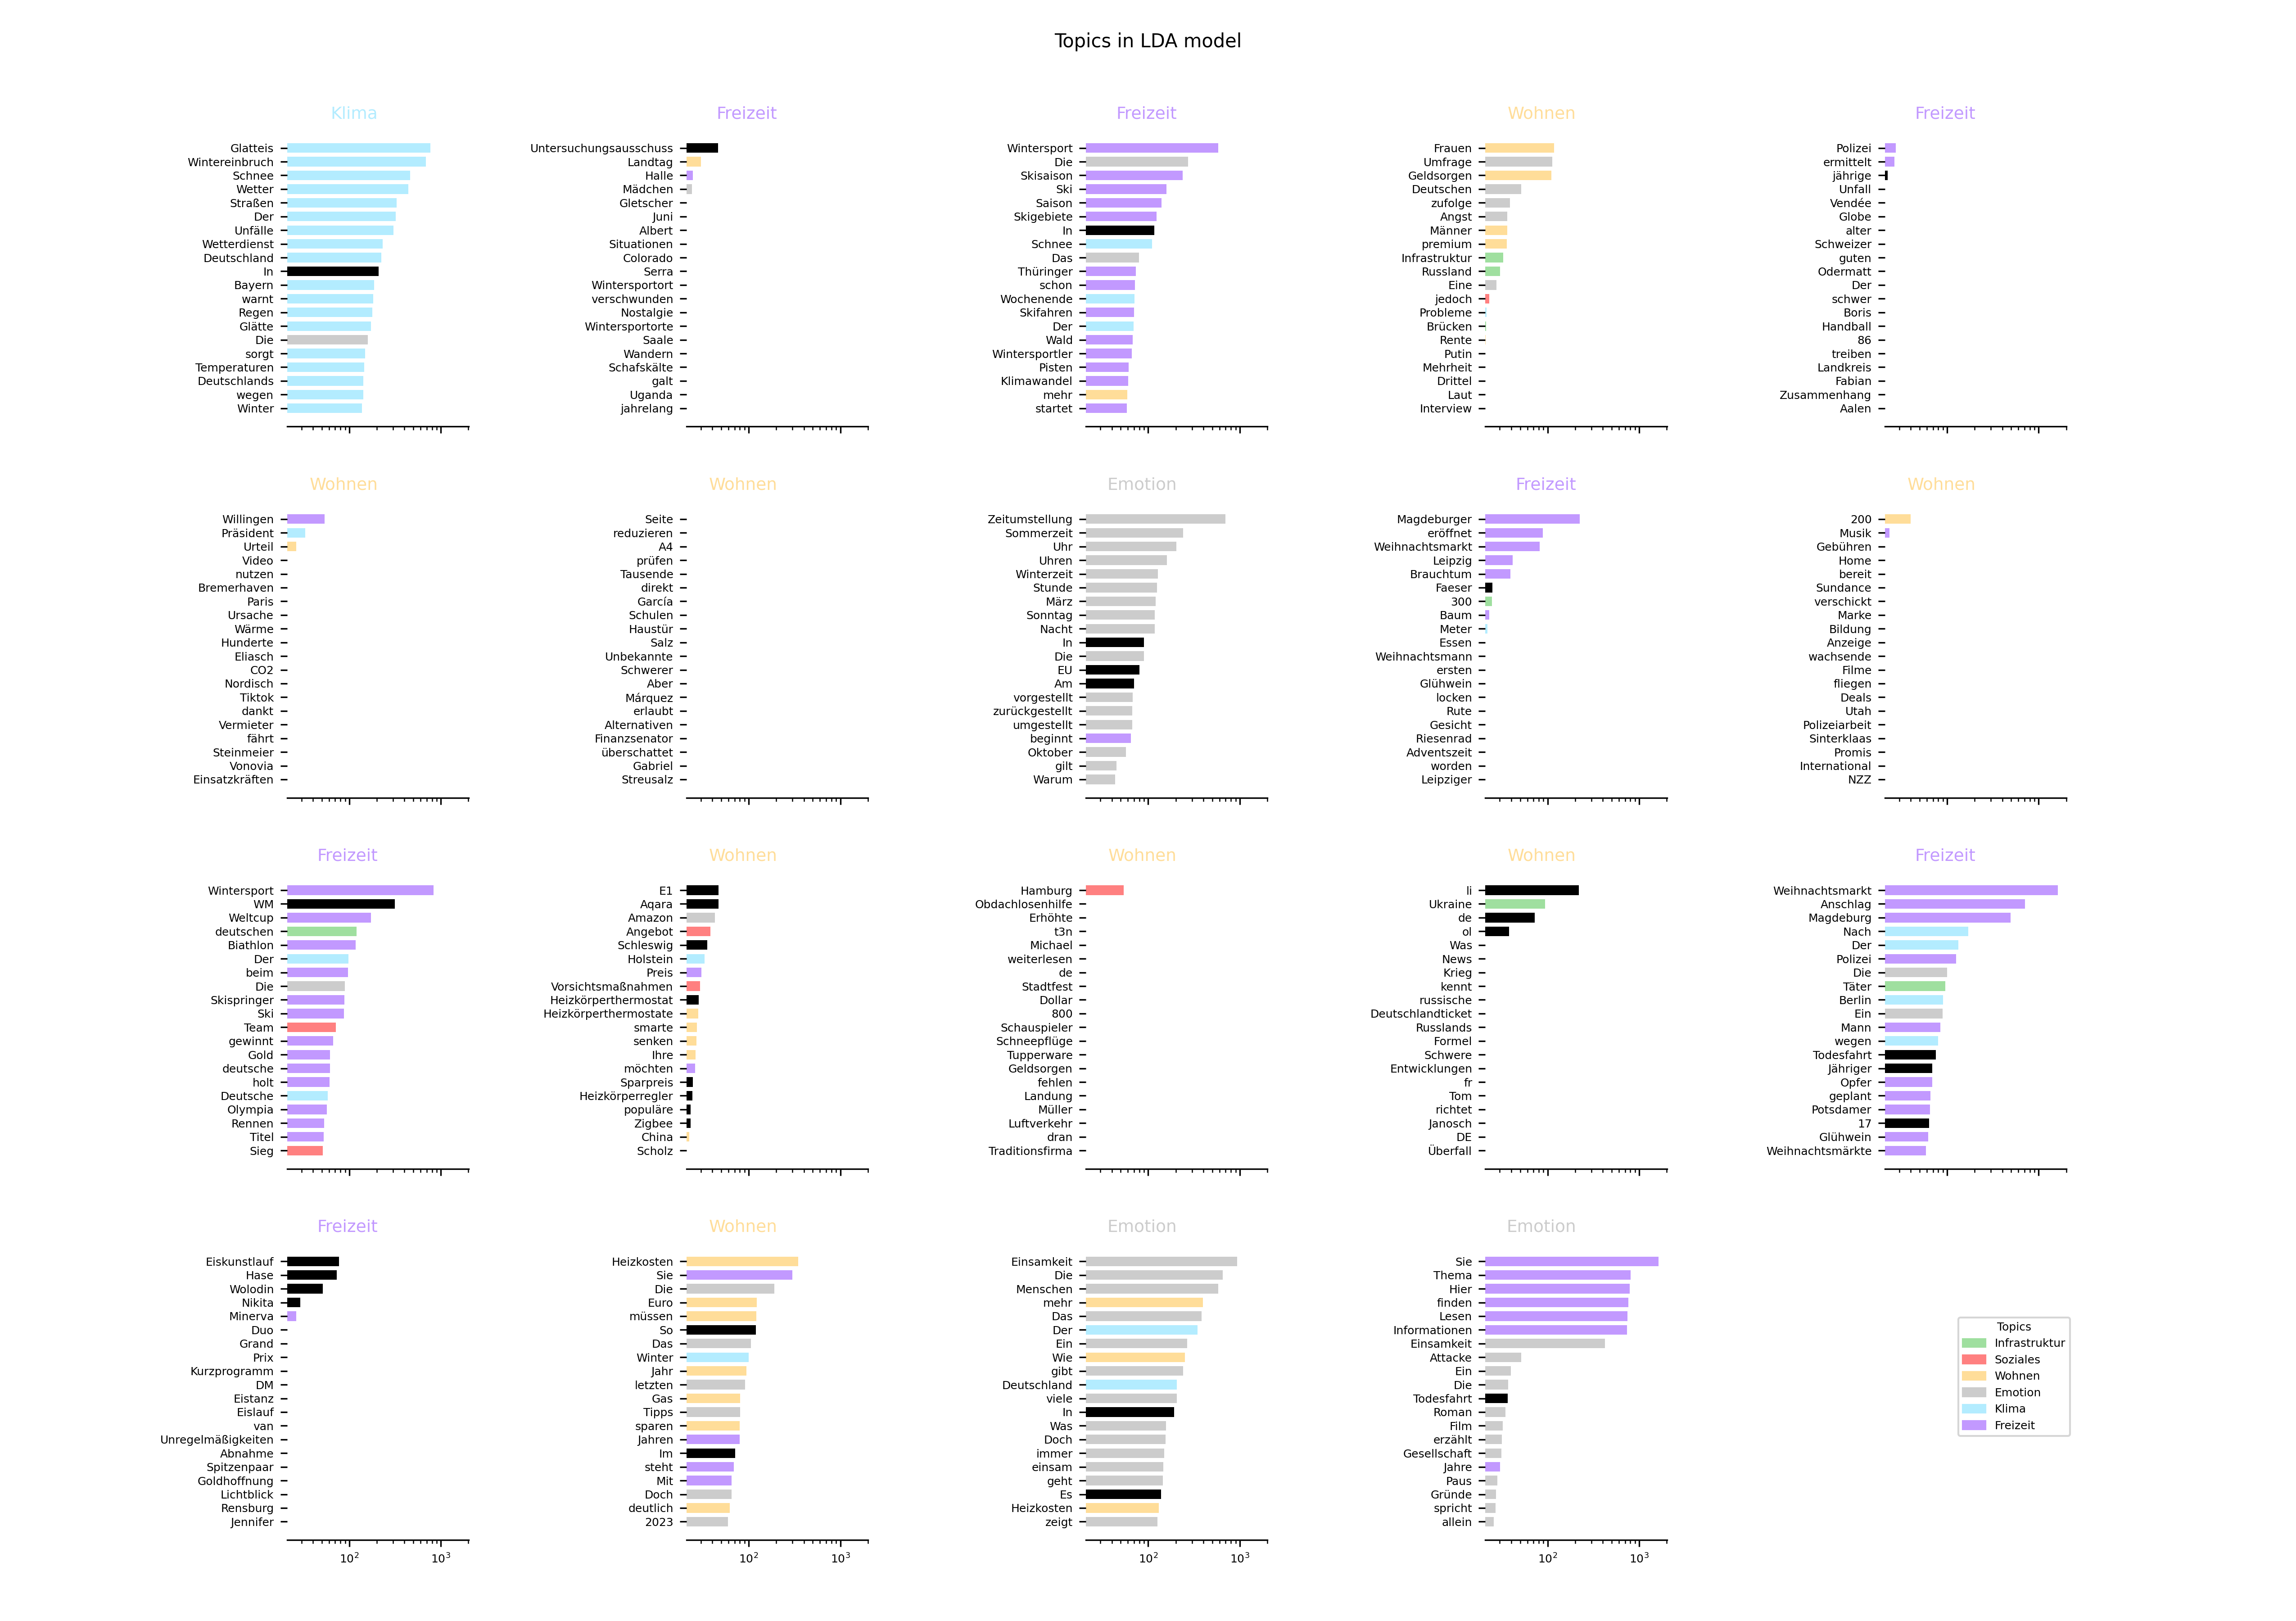 Topics in LDA model
Klima
Glatteis
Wintereinbruch
Schnee
Wetter
Straßen
Der
Unfälle
Wetterdienst
Deutschland
In
Bayern
warnt
Regen
Glätte
Die
sorgt
Temperaturen
Deutschlands
wegen
Winter
Freizeit
Untersuchungsausschuss
Landtag
Halle
Mädchen
Gletscher
Juni
Albert
Situationen
Colorado
Serra
Wintersportort
verschwunden
Nostalgie
Wintersportorte
Saale
Wandern
Schafskälte
galt
Uganda
jahrelang
Freizeit
Wintersport
Die
Skisaison
Ski
Saison
Skigebiete
In
Schnee
Das
Thüringer
schon
Wochenende
Skifahren
Der
Wald
Wintersportler
Pisten
Klimawandel
mehr
startet
Wohnen
Frauen
Umfrage
Geldsorgen
Deutschen
zufolge
Angst
Männer
premium
Infrastruktur
Russland
Eine
jedoch
Probleme
Brücken
Rente
Putin
Mehrheit
Drittel
Laut
Interview
Freizeit
Polizei
ermittelt
jährige
Unfall
Vendée
Globe
alter
Schweizer
guten
Odermatt
Der
schwer
Boris
Handball
86
treiben
Landkreis
Fabian
Zusammenhang
Aalen
Wohnen
Willingen
Präsident
Urteil
Video
nutzen
Bremerhaven
Paris
Ursache
Wärme
Hunderte
Eliasch
CO2
Nordisch
Tiktok
dankt
Vermieter
fährt
Steinmeier
Vonovia
Einsatzkräften
Wohnen
Seite
reduzieren
A4
prüfen
Tausende
direkt
García
Schulen
Haustür
Salz
Unbekannte
Schwerer
Aber
Márquez
erlaubt
Alternativen
Finanzsenator
überschattet
Gabriel
Streusalz
Emotion
Zeitumstellung
Sommerzeit
Uhr
Uhren
Winterzeit
Stunde
März
Sonntag
Nacht
In
Die
EU
Am
vorgestellt
zurückgestellt
umgestellt
beginnt
Oktober
gilt
Warum
Freizeit
Magdeburger
eröffnet
Weihnachtsmarkt
Leipzig
Brauchtum
Faeser
300
Baum
Meter
Essen
Weihnachtsmann
ersten
Glühwein
locken
Rute
Gesicht
Riesenrad
Adventszeit
worden
Leipziger
Wohnen
200
Musik
Gebühren
Home
bereit
Sundance
verschickt
Marke
Bildung
Anzeige
wachsende
Filme
fliegen
Deals
Utah
Polizeiarbeit
Sinterklaas
Promis
International
NZZ
Freizeit
Wintersport
WM
Weltcup
deutschen
Biathlon
Der
beim
Die
Skispringer
Ski
Team
gewinnt
Gold
deutsche
holt
Deutsche
Olympia
Rennen
Titel
Sieg
Wohnen
E1
Aqara
Amazon
Angebot
Schleswig
Holstein
Preis
Vorsichtsmaßnahmen
Heizkörperthermostat
Heizkörperthermostate
smarte
senken
Ihre
möchten
Sparpreis
Heizkörperregler
populäre
Zigbee
China
Scholz
Wohnen
Hamburg
Obdachlosenhilfe
Erhöhte
t3n
Michael
weiterlesen
de
Stadtfest
Dollar
800
Schauspieler
Schneepflüge
Tupperware
Geldsorgen
fehlen
Landung
Müller
Luftverkehr
dran
Traditionsfirma
Wohnen
li
Ukraine
de
ol
Was
News
Krieg
kennt
russische
Deutschlandticket
Russlands
Formel
Schwere
Entwicklungen
fr
Tom
richtet
Janosch
DE
Überfall
Freizeit
Weihnachtsmarkt
Anschlag
Magdeburg
Nach
Der
Polizei
Die
Täter
Berlin
Ein
Mann
wegen
Todesfahrt
Jähriger
Opfer
geplant
Potsdamer
17
Glühwein
Weihnachtsmärkte
Freizeit
Eiskunstlauf
Hase
Wolodin
Nikita
Minerva
Duo
Grand
Prix
Kurzprogramm
DM
Eistanz
Eislauf
van
Unregelmäßigkeiten
Abnahme
Spitzenpaar
Goldhoffnung
Lichtblick
Rensburg
Jennifer
10² 10³
Wohnen
Heizkosten
Sie
Die
Euro
müssen
So
Das
Winter
Jahr
letzten
Gas
Tipps
sparen
Jahren
Im
steht
Mit
Doch
deutlich
2023
10² 10³
Emotion
Einsamkeit
Die
Menschen
mehr
Das
Der
Ein
Wie
gibt
Deutschland
viele
In
Was
Doch
immer
einsam
geht
Es
Heizkosten
zeigt
10² 10³
Emotion
Sie
Thema
Hier
finden
Lesen
Informationen
Einsamkeit
Attacke
Ein
Die
Todesfahrt
Roman
Film
erzählt
Gesellschaft
Jahre
Paus
Gründe
spricht
allein
10² 10³
Topics
Infrastruktur
Soziales
Wohnen
Emotion
Klima
Freizeit